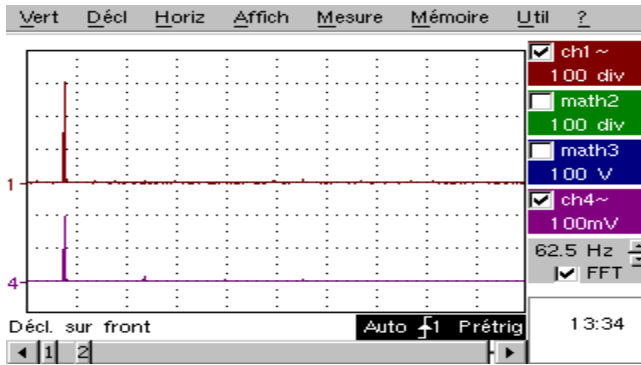 Vert Décl Horiz Affich Mesure Mémoire Util ?
ch1 ~
100 div
math2
100 div
math3
100 V
ch4~
100mV
62.5 Hz
FFT
1
4
Décl. sur front Auto 1 Prétrig
13:34
1 2